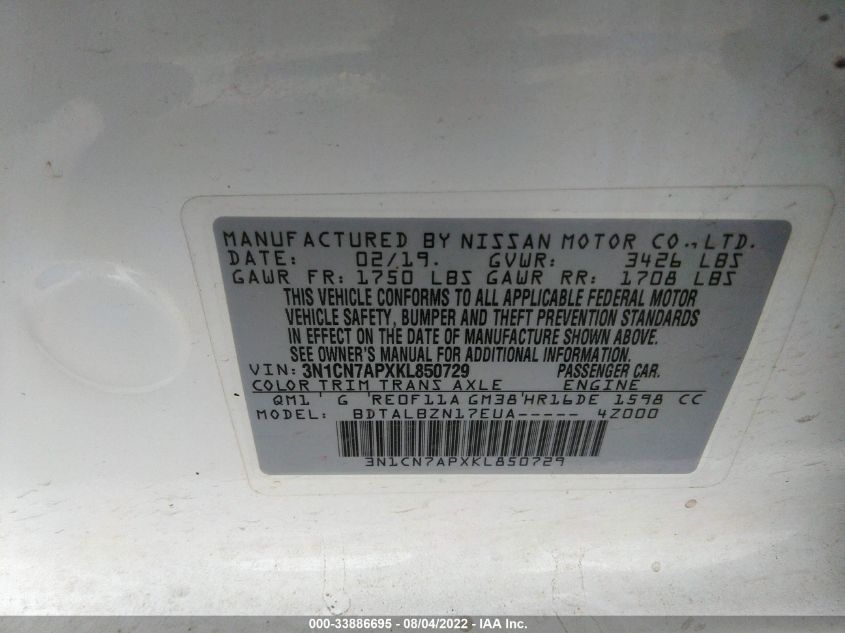 MANUFACTURED BY NISSAN MOTOR CO., LTD.
DATE: 02/19. GVWR: 3426 LBS
GAWR FR: 1750 LBS GAWR RR: 1708 LBS
THIS VEHICLE CONFORMS TO ALL APPLICABLE FEDERAL MOTOR
VEHICLE SAFETY, BUMPER AND THEFT PREVENTION STANDARDS
IN EFFECT ON THE DATE OF MANUFACTURE SHOWN ABOVE.
SEE OWNER'S MANUAL FOR ADDITIONAL INFORMATION.
VIN: 3N1CN7APXKL850729 PASSENGER CAR.
COLOR TRIM TRANS AXLE ENGINE
QM1' G 'RE0F11A GM38'HR16DE 1598 CC
MODEL: BDTALBZN17EUA----- 4Z000
3N1CN7APXKL850729
000-33886695 - 08/04/2022 - IAA Inc.